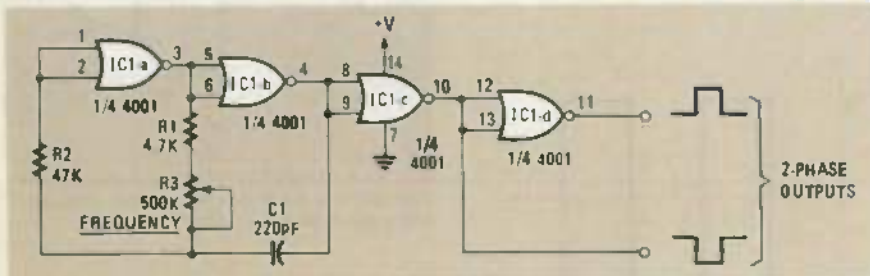 +V
1
2
IC1-a
3
1/4 4001
5
6
IC1-b
4
1/4 4001
8
9
14
IC1-c
7
10
1/4
4001
12
13
IC1-d
11
1/4 4001
R1
4.7K
R2
47K
R3
500K
FREQUENCY
C1
220pF
2-PHASE
OUTPUTS